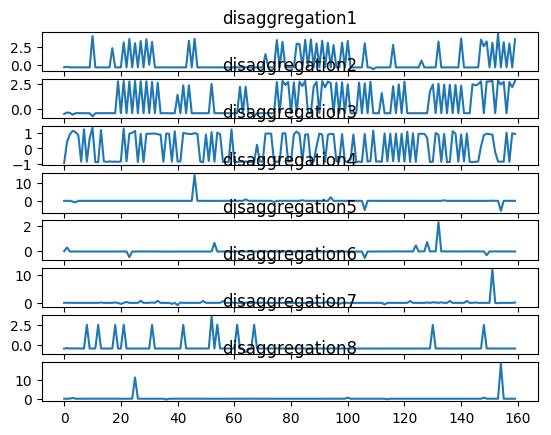 disaggregation1
2.5
0.0
disaggregation2
2.5
0.0
disaggregation3
1
0
−1
disaggregation4
10
0
disaggregation5
2
0
disaggregation6
10
0
disaggregation7
2.5
0.0
disaggregation8
10
0
0 20 40 60 80 100 120 140 160